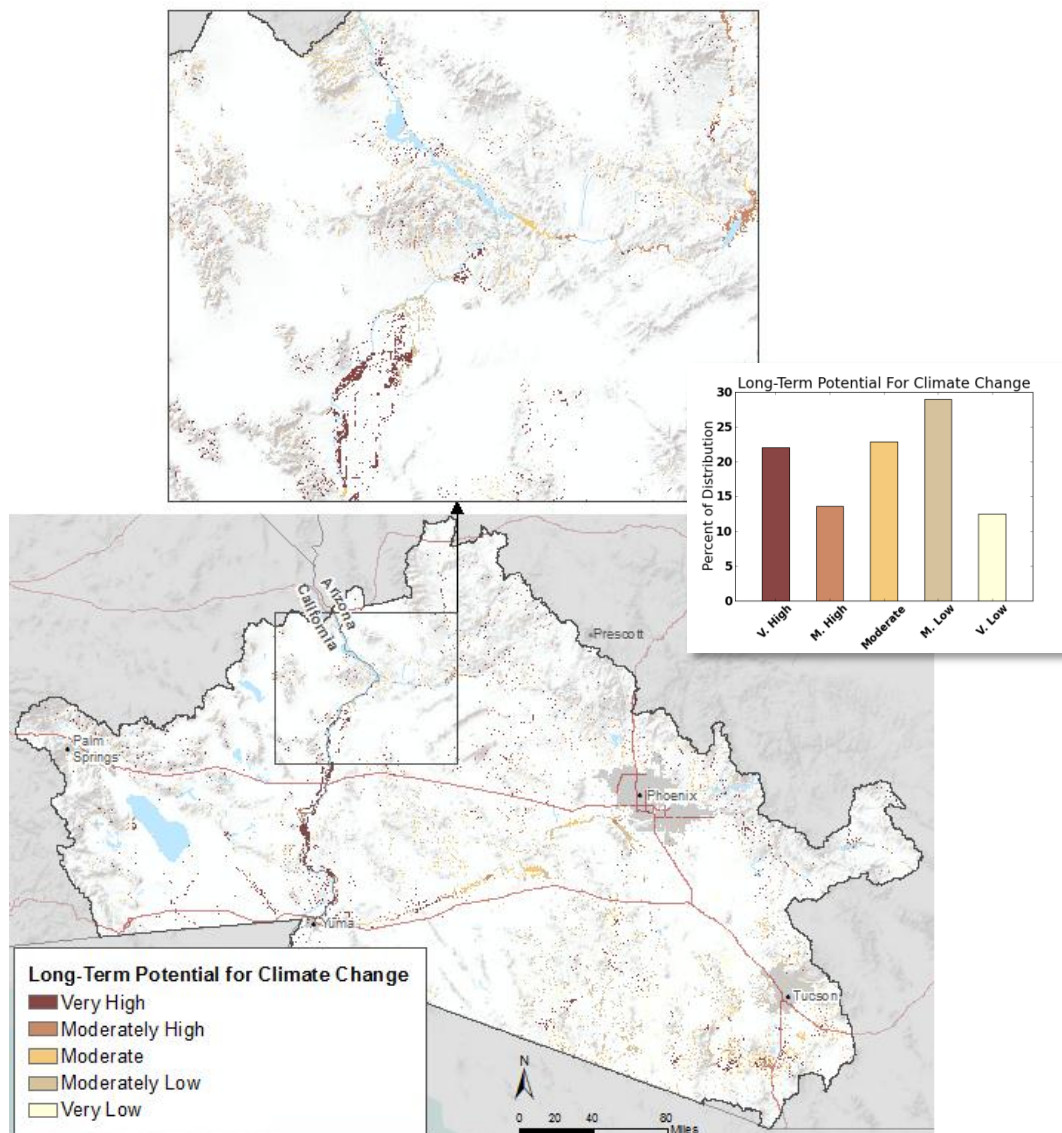 Long-Term Potential For Climate Change
Percent of Distribution
30
25
20
15
10
5
0
V. High
M. High
Moderate
M. Low
V. Low
Arizona
California
Prescott
Palm
Springs
Phoenix
Yuma
Tucson
Long-Term Potential for Climate Change
Very High
Moderately High
Moderate
Moderately Low
Very Low
N
0 20 40 80
Miles